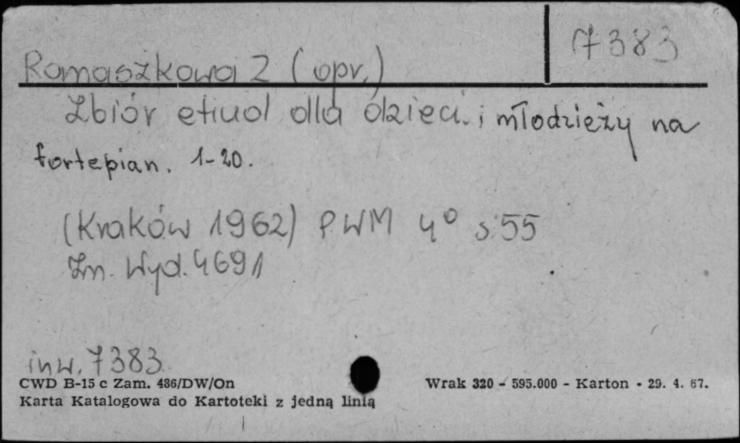 7383
Romaszkowa Z (opr.)
Zbiór etiud dla dzieci i młodzieży na
fortepian. 1-20.
(Kraków 1962) PWM 4° s. 55
Zn. Wyd. 4691
inw. 7383
CWD B-15 c Zam. 486/DW/On
Wrak 320 - 595.000 - Karton - 29. 4. 67.
Karta Katalogowa do Kartoteki z jedną linią